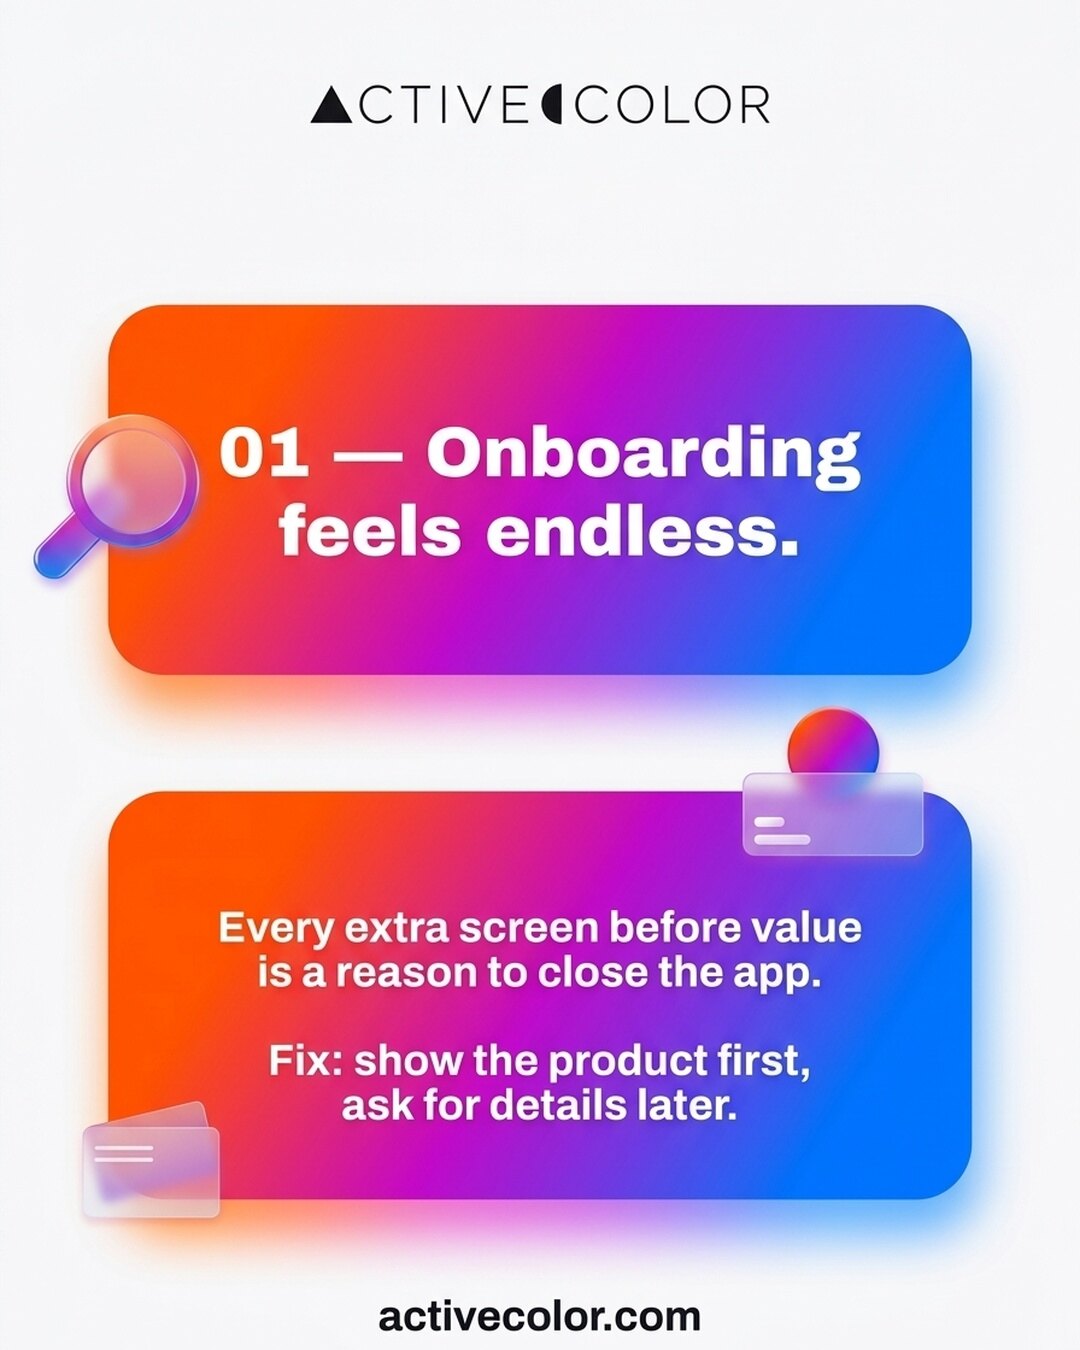 ACTIVE COLOR
01 — Onboarding
feels endless.
Every extra screen before value
is a reason to close the app.
Fix: show the product first,
ask for details later.
activecolor.com